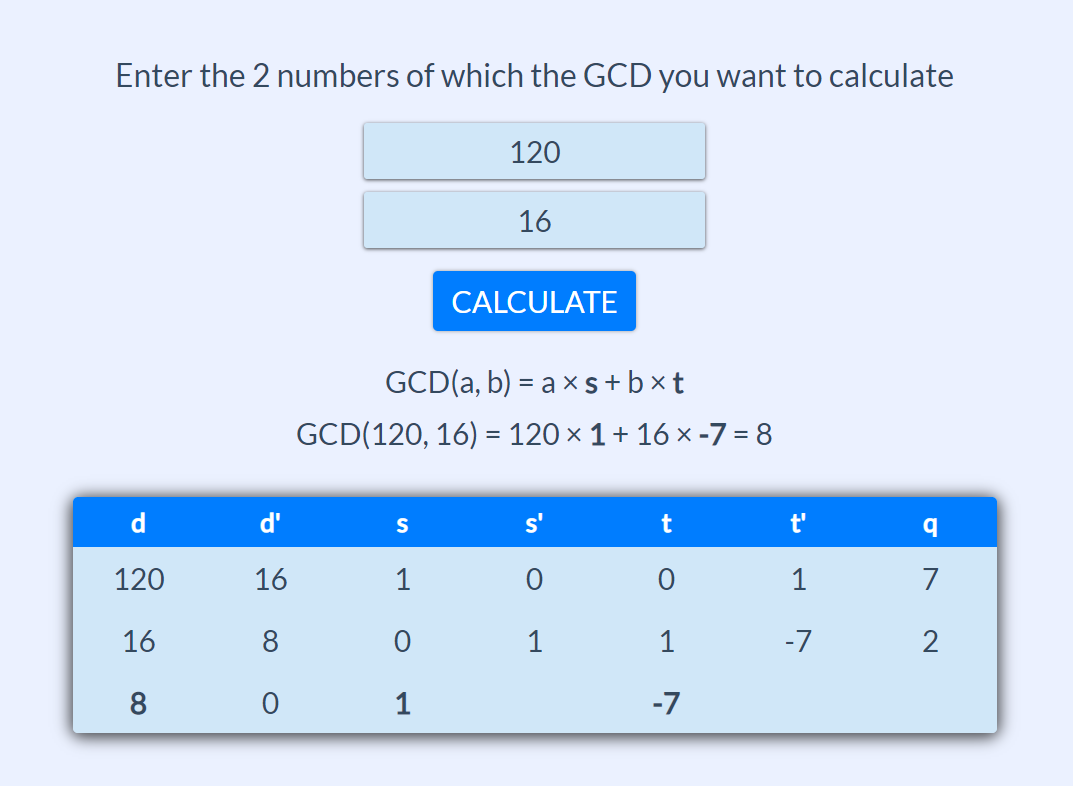 Enter the 2 numbers of which the GCD you want to calculate
120
16
CALCULATE
GCD(a, b) = a × s + b × t
GCD(120, 16) = 120 × 1 + 16 × -7 = 8
d d' s s' t t' q
120 16 1 0 0 1 7
16 8 0 1 1 -7 2
8 0 1 -7